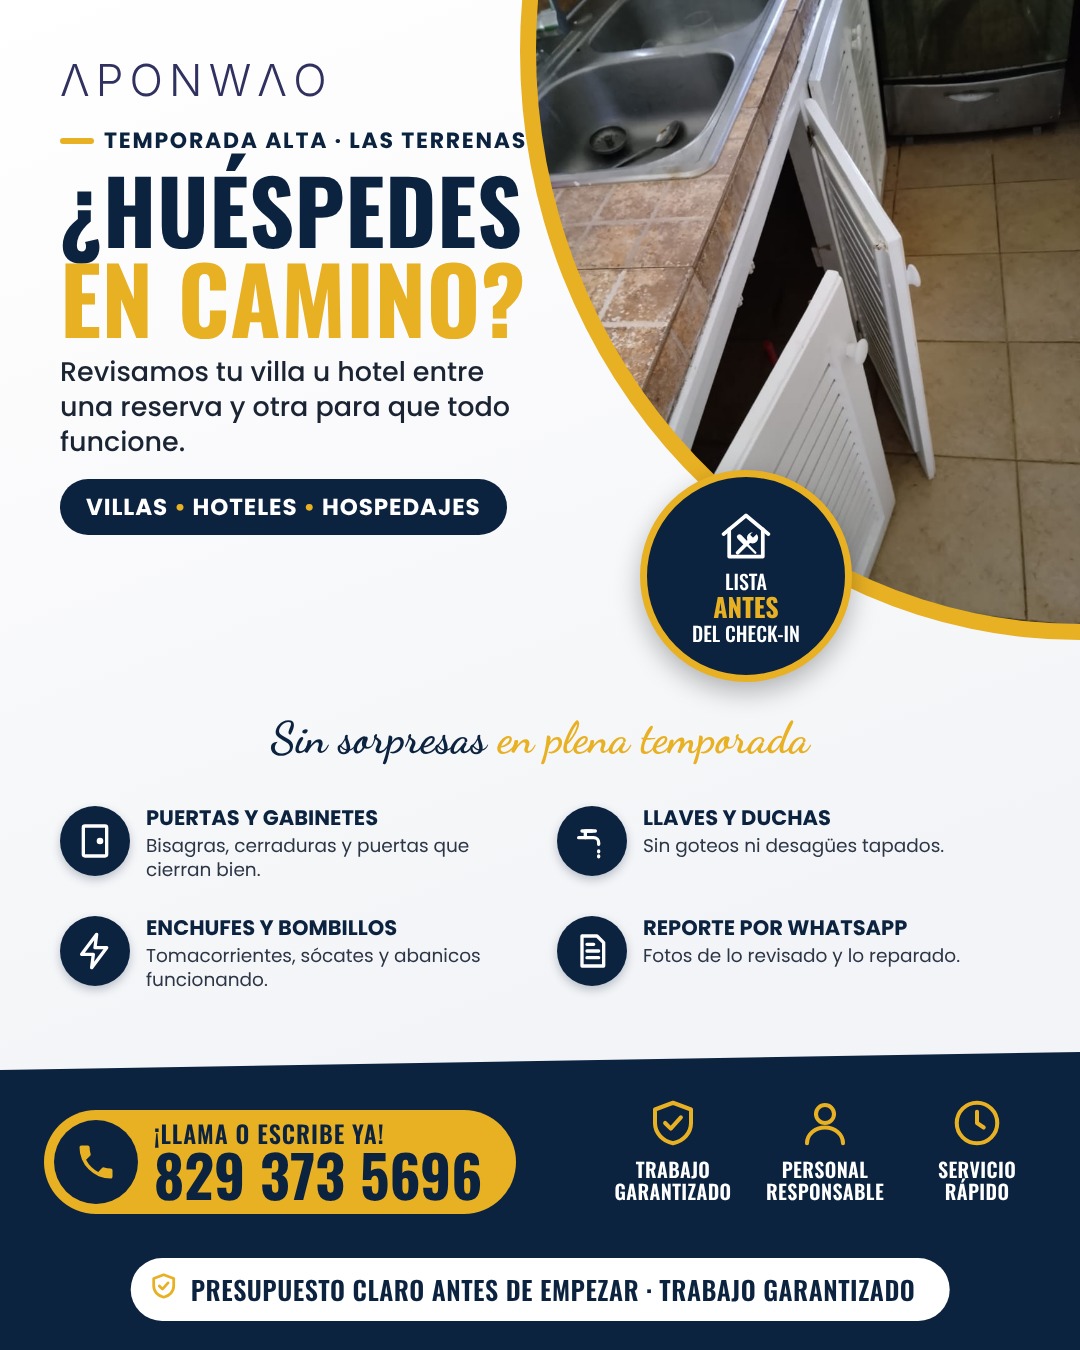 APONWAO
TEMPORADA ALTA · LAS TERRENAS
¿HUÉSPEDES
EN CAMINO?
Revisamos tu villa u hotel entre
una reserva y otra para que todo
funcione.
VILLAS • HOTELES • HOSPEDAJES
LISTA
ANTES
DEL CHECK-IN
Sin sorpresas en plena temporada
PUERTAS Y GABINETES
Bisagras, cerraduras y puertas que
cierran bien.
LLAVES Y DUCHAS
Sin goteos ni desagües tapados.
ENCHUFES Y BOMBILLOS
Tomacorrientes, sócates y abanicos
funcionando.
REPORTE POR WHATSAPP
Fotos de lo revisado y lo reparado.
¡LLAMA O ESCRIBE YA!
829 373 5696
TRABAJO
GARANTIZADO
PERSONAL
RESPONSABLE
SERVICIO
RÁPIDO
PRESUPUESTO CLARO ANTES DE EMPEZAR · TRABAJO GARANTIZADO